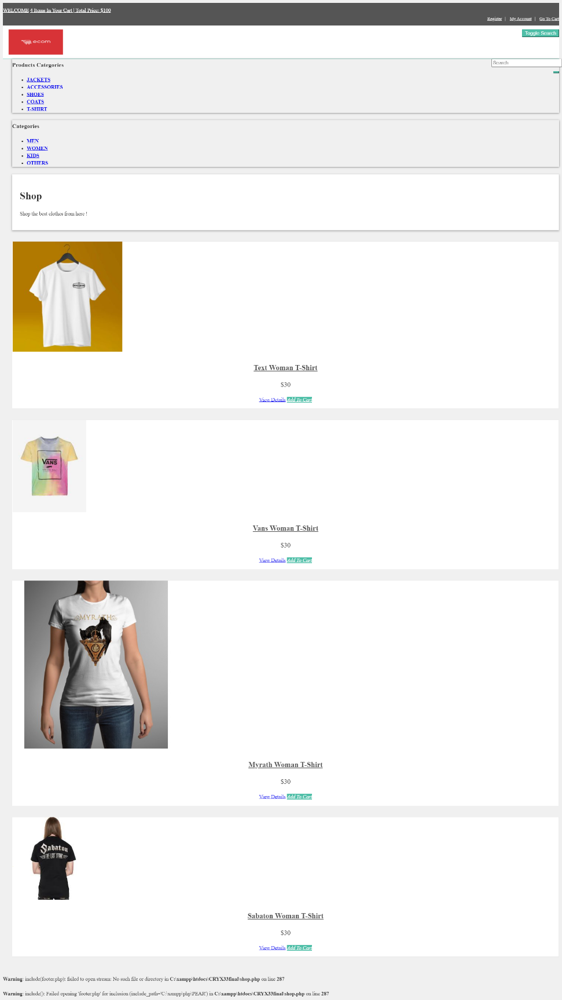 WELCOME 4 Items In Your Cart | Total Price: $100
Register | My Account | Go To Cart
ecom
Toggle Search
Search
Products Categories
JACKETS
ACCESSORIES
SHOES
COATS
T-SHIRT
Categories
MEN
WOMEN
KIDS
OTHERS
Shop
Shop the best clothes from here !
Text Woman T-Shirt
$30
View Details Add To Cart
VANS
Vans Woman T-Shirt
$30
View Details Add To Cart
MYRATH
Myrath Woman T-Shirt
$30
View Details Add To Cart
Sabaton
THE LAST STAND
Sabaton Woman T-Shirt
$30
View Details Add To Cart
Warning: include(footer.php): failed to open stream: No such file or directory in C:\xampp\htdocs\CRYX33final\shop.php on line 287
Warning: include(): Failed opening 'footer.php' for inclusion (include_path='C:\xampp\php\PEAR') in C:\xampp\htdocs\CRYX33final\shop.php on line 287